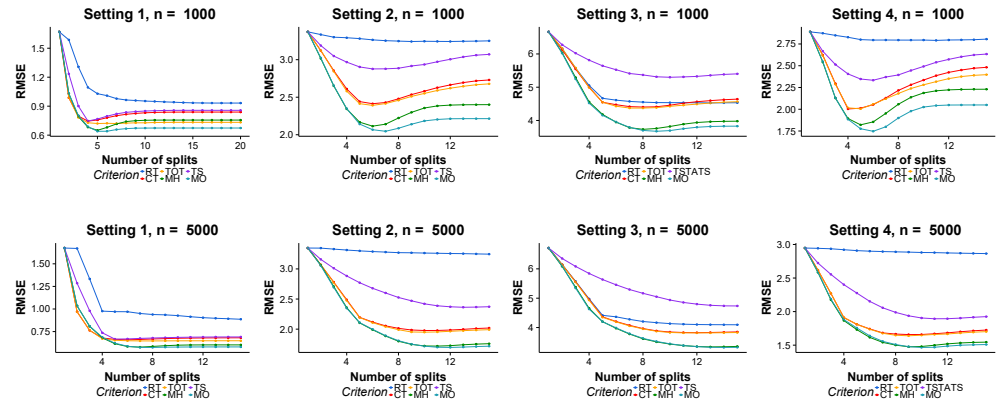 Setting 1, n = 1000
RMSE
1.5
1.2
0.9
0.6
5 10 15 20
Number of splits
Criterion RT TOT TS
CT MH MO
Setting 2, n = 1000
RMSE
3.0
2.5
2.0
4 8 12
Number of splits
Criterion RT TOT TS
CT MH MO
Setting 3, n = 1000
RMSE
6
5
4
4 8 12
Number of splits
Criterion RT TOT TSTATS
CT MH MO
Setting 4, n = 1000
RMSE
2.75
2.50
2.25
2.00
1.75
4 8 12
Number of splits
Criterion RT TOT TS
CT MH MO
Setting 1, n = 5000
RMSE
1.50
1.25
1.00
0.75
4 8 12
Number of splits
Criterion RT TOT TS
CT MH MO
Setting 2, n = 5000
RMSE
3.0
2.5
2.0
4 8 12
Number of splits
Criterion RT TOT TS
CT MH MO
Setting 3, n = 5000
RMSE
6
5
4
4 8 12
Number of splits
Criterion RT TOT TS
CT MH MO
Setting 4, n = 5000
RMSE
3.0
2.5
2.0
1.5
4 8 12
Number of splits
Criterion RT TOT TSTATS
CT MH MO